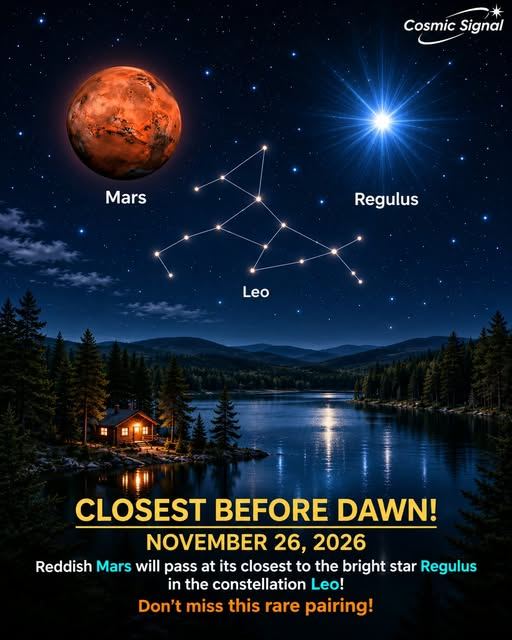 Cosmic Signal
Mars
Regulus
Leo
CLOSEST BEFORE DAWN!
NOVEMBER 26, 2026
Reddish Mars will pass at its closest to the bright star Regulus
in the constellation Leo!
Don't miss this rare pairing!